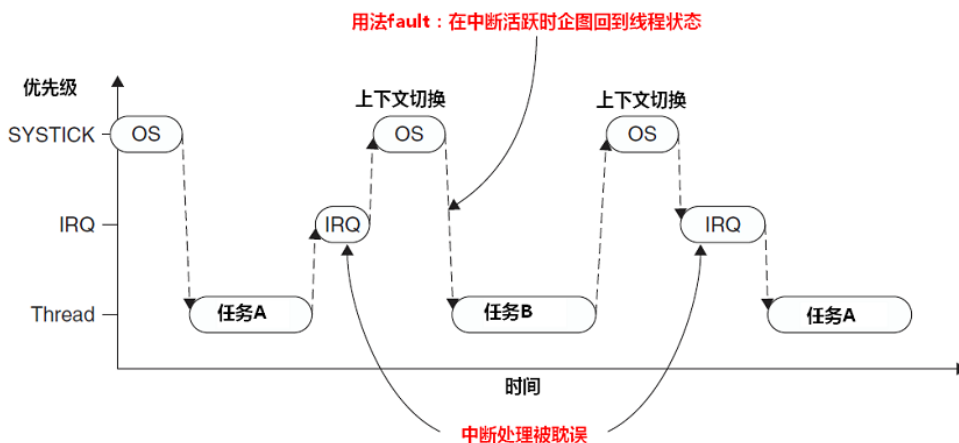 用法fault：在中断活跃时企图回到线程状态
优先级
上下文切换
上下文切换
SYSTICK
OS
OS
OS
IRQ
IRQ
IRQ
Thread
任务A
任务B
任务A
时间
中断处理被耽误